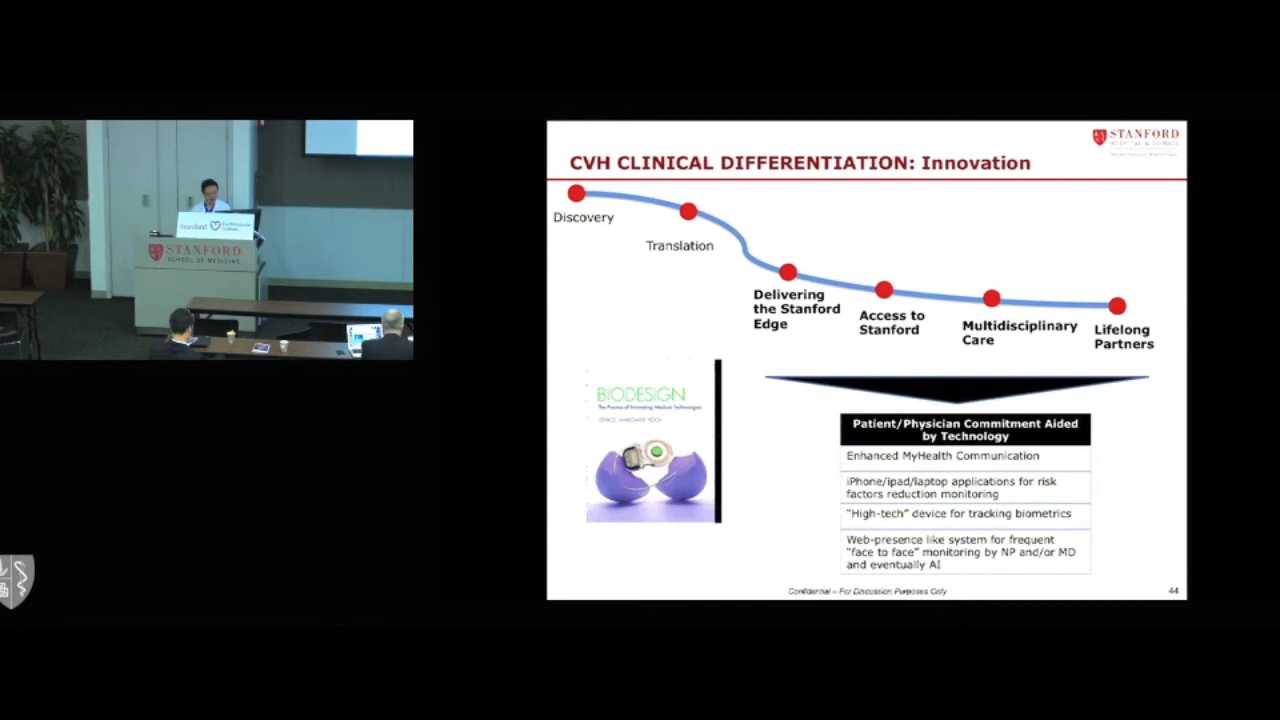 STANFORD
SCHOOL OF MEDICINE
STANFORD
HOSPITAL & CLINICS
CVH CLINICAL DIFFERENTIATION: Innovation
Discovery
Translation
Delivering
the Stanford
Edge
Access to
Stanford
Multidisciplinary
Care
Lifelong
Partners
BIODESIGN
The Process of Innovating Medical Technologies
Patient/Physician Commitment Aided
by Technology
Enhanced MyHealth Communication
iPhone/ipad/laptop applications for risk
factors reduction monitoring
“High-tech” device for tracking biometrics
Web-presence like system for frequent
“face to face” monitoring by NP and/or MD
and eventually AI
Confidential – For Discussion Purposes Only
44